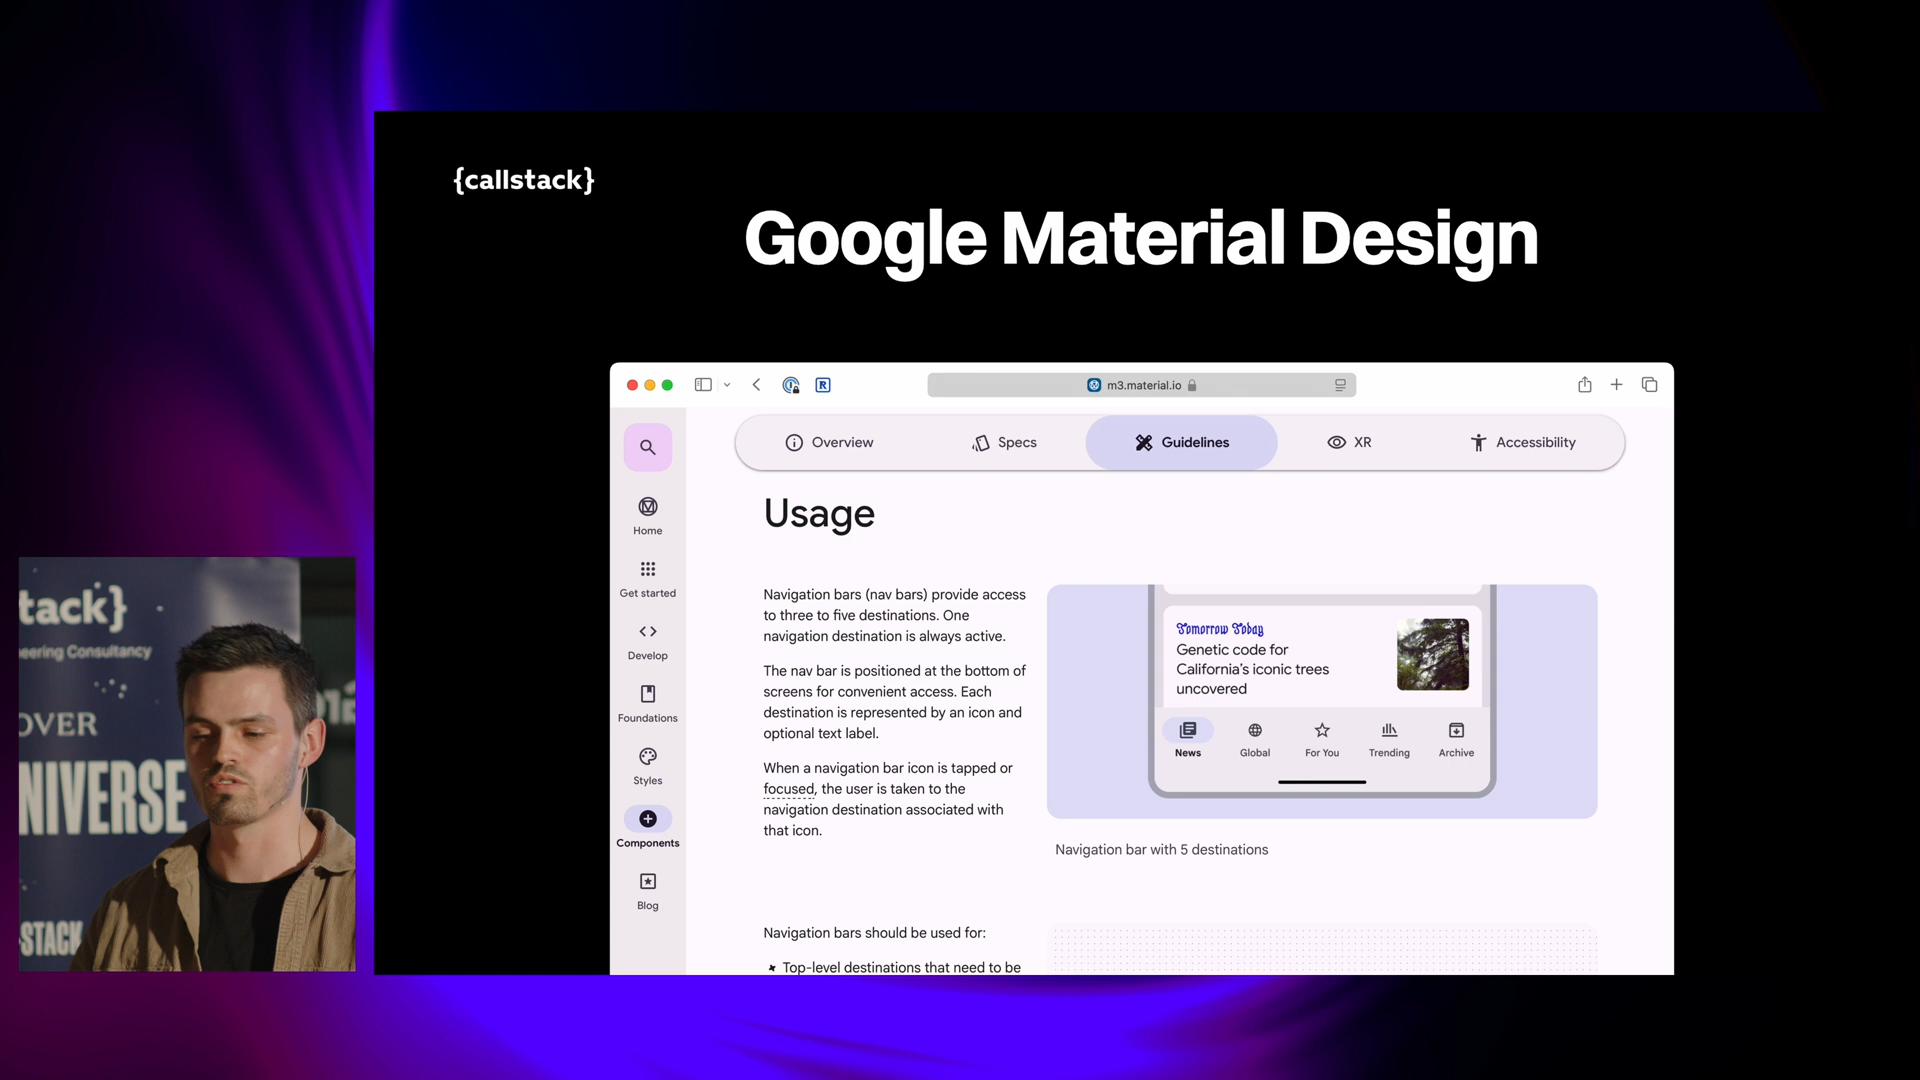 {callstack}
Google Material Design
m3.material.io
Overview
Specs
Guidelines
XR
Accessibility
Home
Get started
Develop
Foundations
Styles
Components
Blog
Usage
Navigation bars (nav bars) provide access
to three to five destinations. One
navigation destination is always active.
The nav bar is positioned at the bottom of
screens for convenient access. Each
destination is represented by an icon and
optional text label.
When a navigation bar icon is tapped or
focused, the user is taken to the
navigation destination associated with
that icon.
Tomorrow Today
Genetic code for
California's iconic trees
uncovered
News
Global
For You
Trending
Archive
Navigation bar with 5 destinations
Navigation bars should be used for:
Top-level destinations that need to be
tack}
eering Consultancy
OVER
NIVERSE
STACK